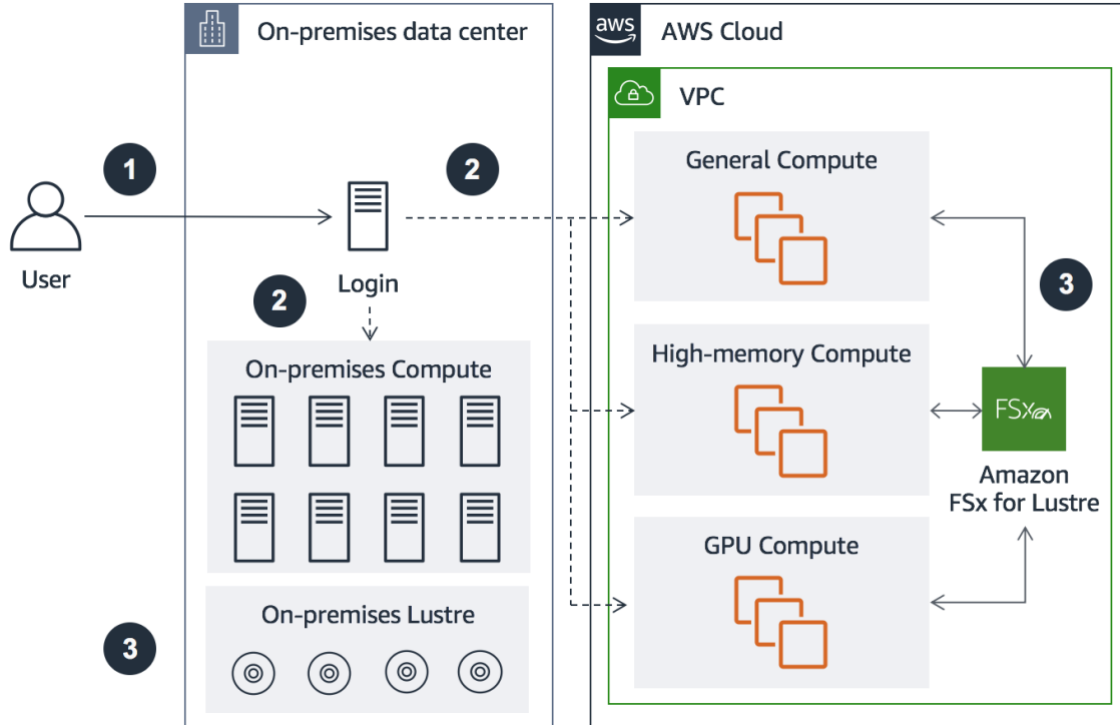 On-premises data center
aws
AWS Cloud
VPC
1
2
General Compute
User
Login
2
3
On-premises Compute
High-memory Compute
FSx
Amazon
FSx for Lustre
GPU Compute
On-premises Lustre
3